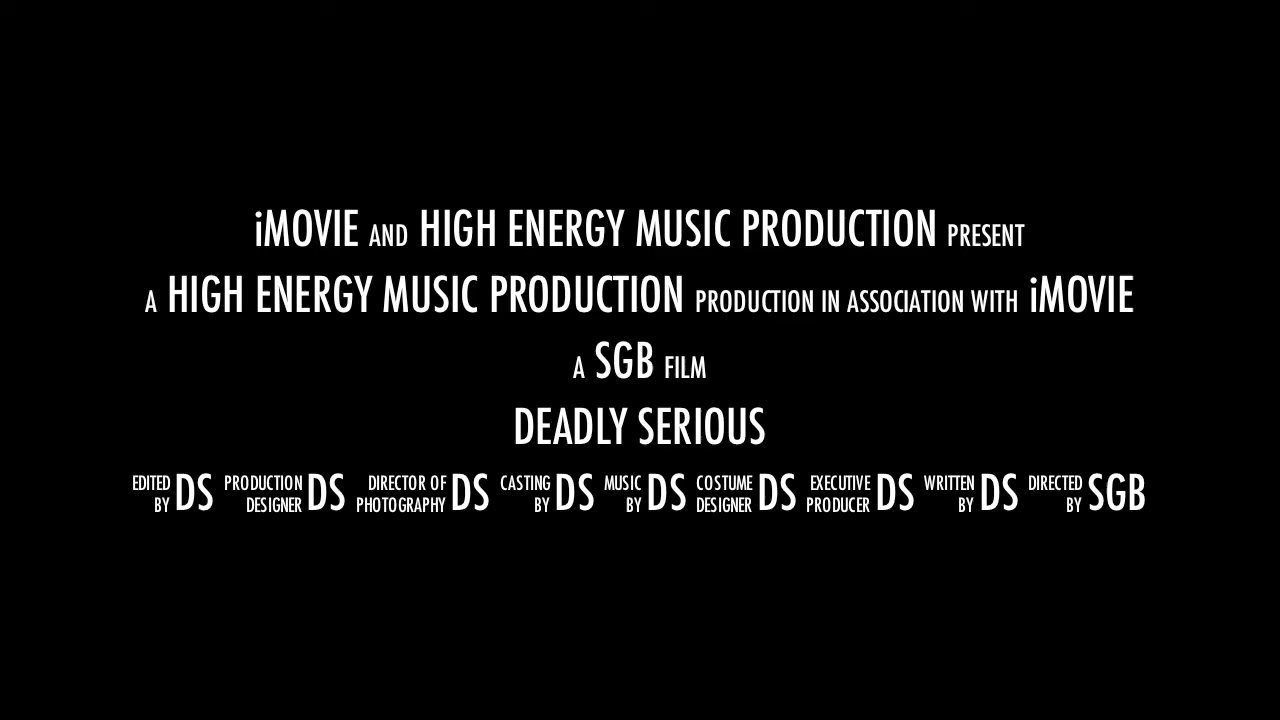 iMOVIE AND HIGH ENERGY MUSIC PRODUCTION PRESENT
A HIGH ENERGY MUSIC PRODUCTION PRODUCTION IN ASSOCIATION WITH iMOVIE
A SGB FILM
DEADLY SERIOUS
EDITED BY DS PRODUCTION DESIGNER DS DIRECTOR OF PHOTOGRAPHY DS CASTING BY DS MUSIC BY DS COSTUME DESIGNER DS EXECUTIVE PRODUCER DS WRITTEN BY DS DIRECTED BY SGB